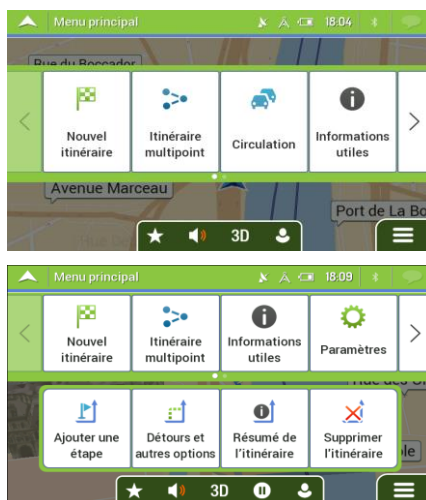 Menu principal
18:04
Rue du Boccador
Nouvel
itinéraire
Itinéraire
multipoint
Circulation
Informations
utiles
Avenue Marceau
Port de La Bo
3D
Menu principal
18:09
Nouvel
itinéraire
Itinéraire
multipoint
Informations
utiles
Paramètres
Ajouter une
étape
Détours et
autres options
Résumé de
l'itinéraire
Supprimer
l'itinéraire
3D